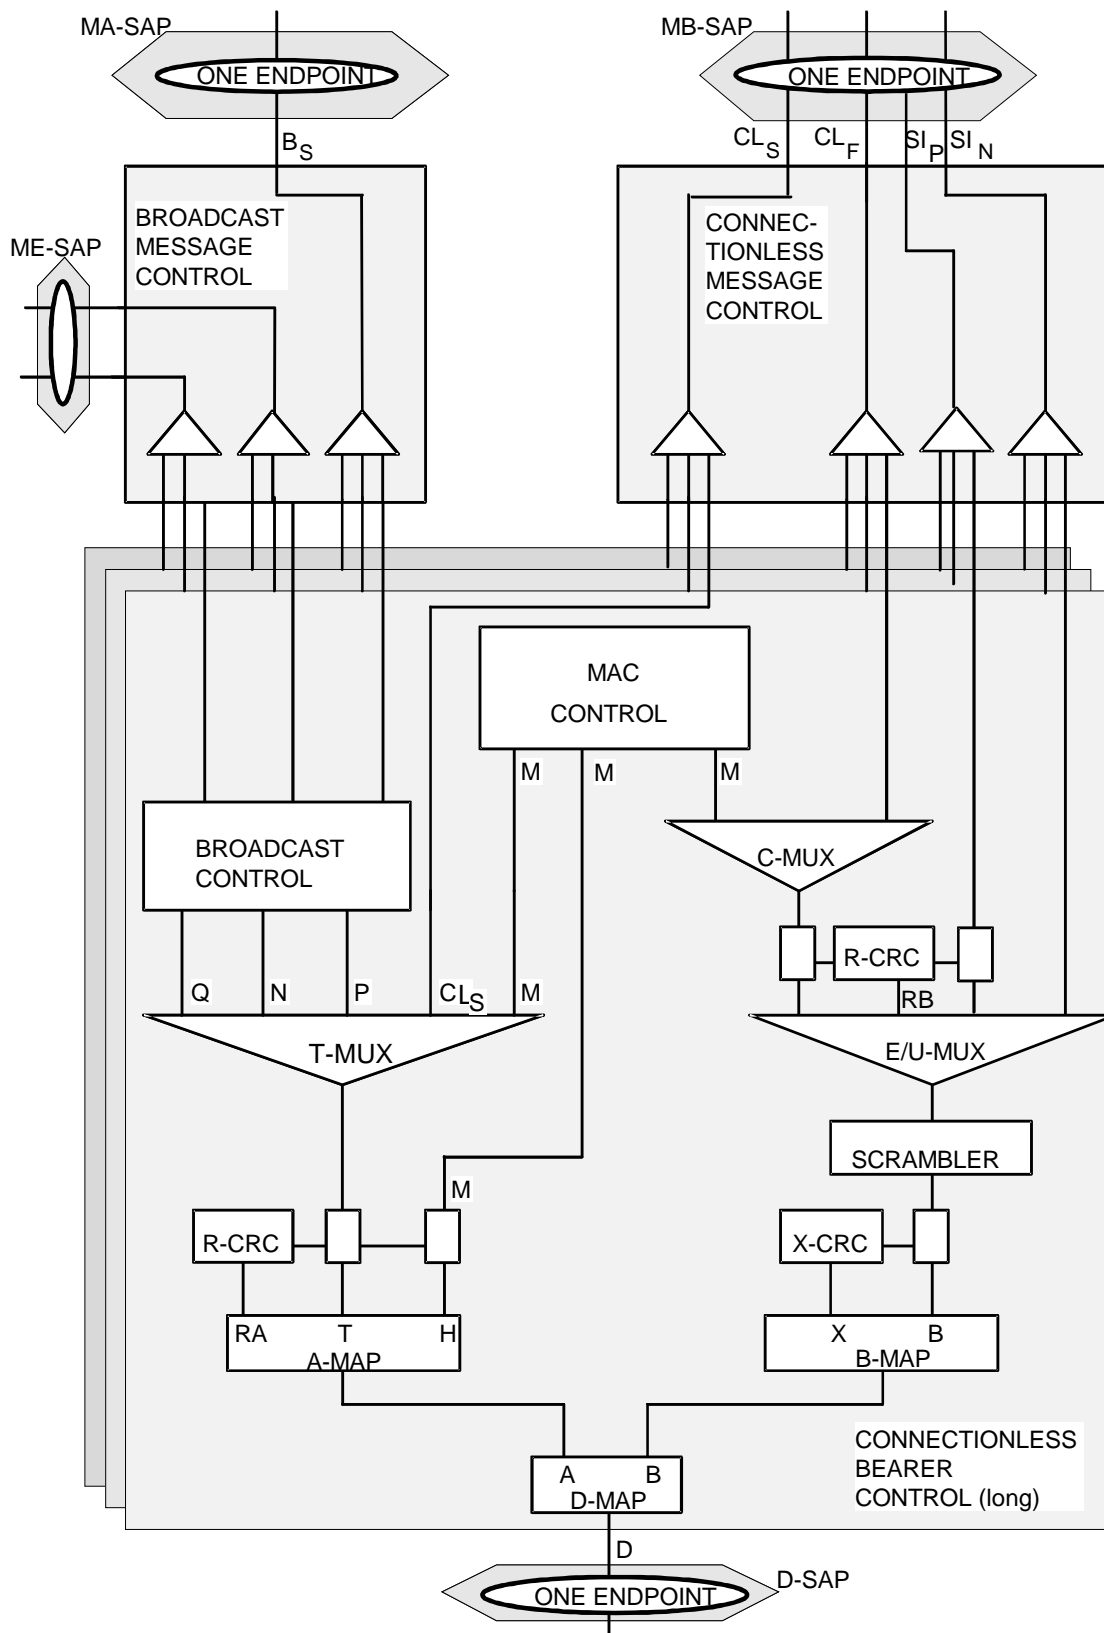 MA-SAP
MB-SAP
ONE ENDPOINT
ONE ENDPOINT
BS
CLS
CLF
SIP
SIN
BROADCAST
MESSAGE
CONTROL
ME-SAP
CONNEC-
TIONLESS
MESSAGE
CONTROL
MAC
CONTROL
M
M
M
BROADCAST
CONTROL
C-MUX
R-CRC
Q
N
P
CLS
M
RB
T-MUX
E/U-MUX
SCRAMBLER
M
R-CRC
X-CRC
RA
T
H
X
B
A-MAP
B-MAP
CONNECTIONLESS
BEARER
CONTROL (long)
A
B
D-MAP
D
D-SAP
ONE ENDPOINT